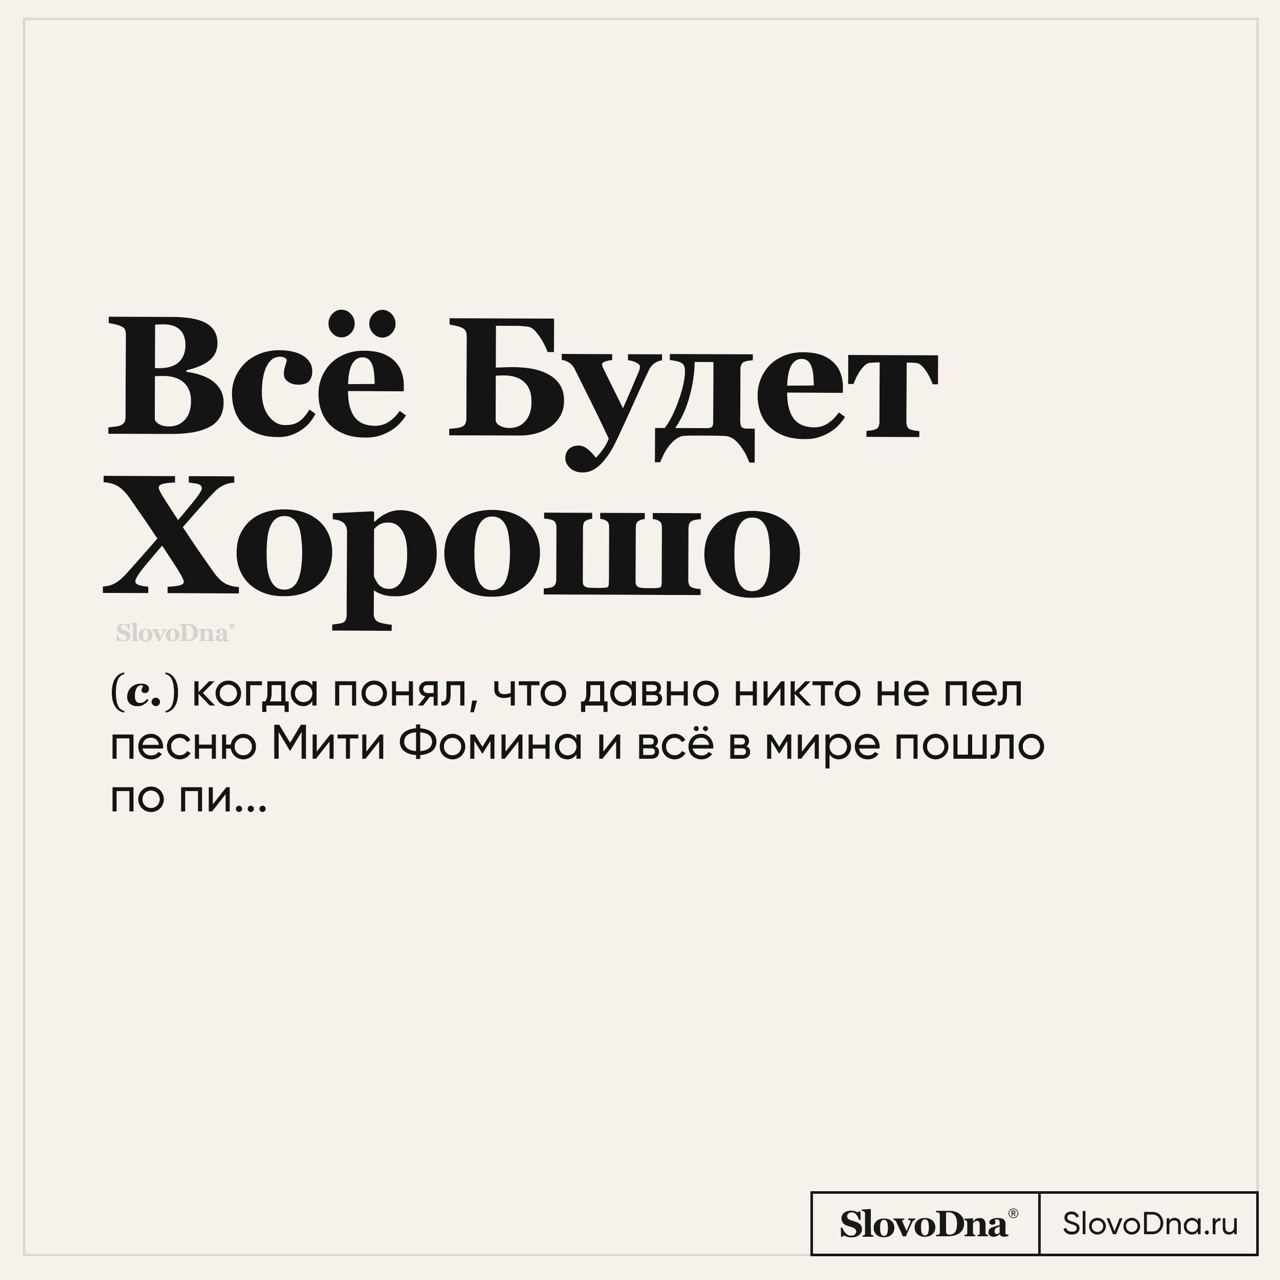 Всё Будет
Хорошо
SlovoDna®
(с.) когда понял, что давно никто не пел
песню Мити Фомина и всё в мире пошло
по пи...
SlovoDna® SlovoDna.ru